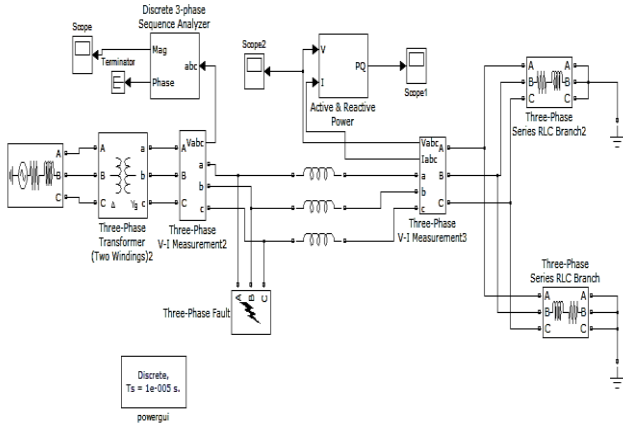 Discrete 3-phase
Sequence Analyzer
Scope
Mag
abc
Phase
Terminator
Scope2
V
I
PQ
Active & Reactive
Power
Scope1
A
B
C
A
B
C
Three-Phase
Series RLC Branch2
A
B
C
A
B
C
Δ
a
b
c
Yg
Three-Phase
Transformer
(Two Windings)2
Vabc
A
B
C
a
b
c
Three-Phase
V-I Measurement2
Vabc
Iabc
A
B
C
a
b
c
Three-Phase
V-I Measurement3
A
B
C
Three-Phase Fault
Three-Phase
Series RLC Branch
A
B
C
A
B
C
Discrete,
Ts = 1e-005 s.
powergui